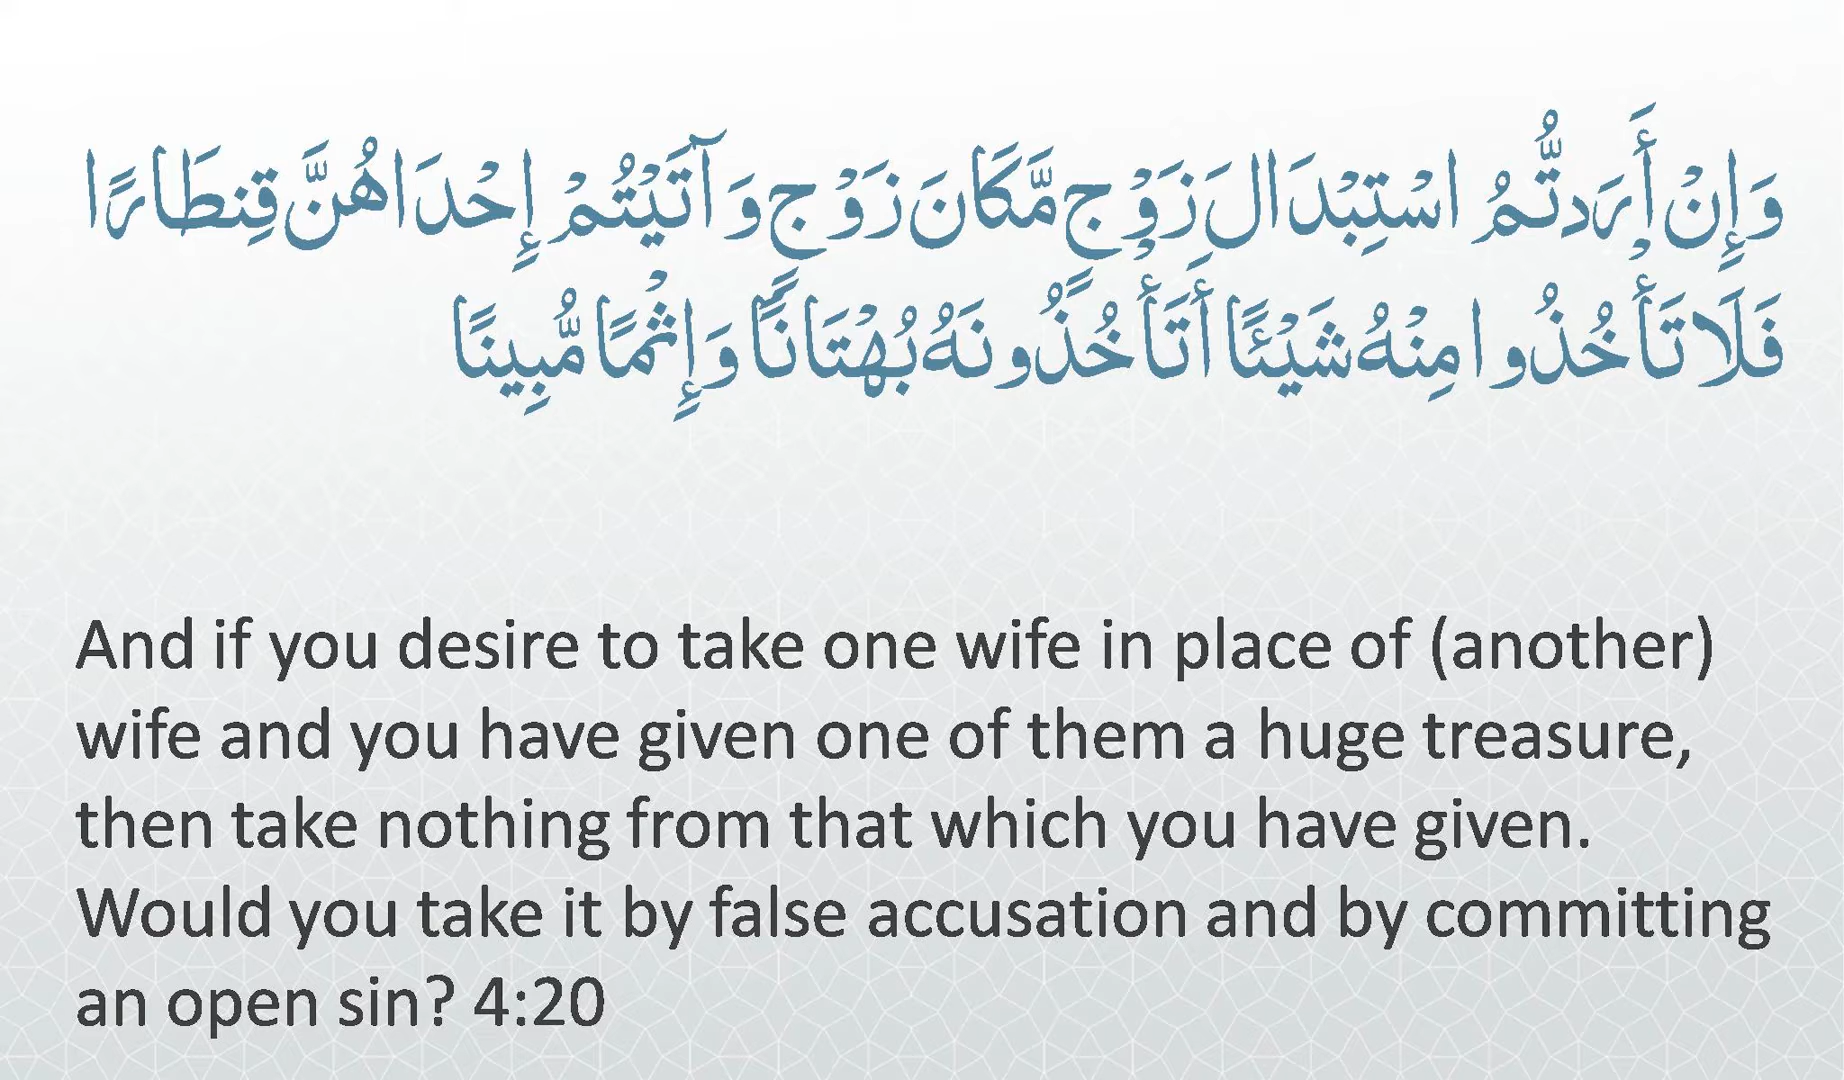 وَإِنْ أَرَدتُّمُ اسْتِبْدَالَ زَوْجٍ مَّكَانَ زَوْجٍ وَآتَيْتُمْ إِحْدَاهُنَّ قِنطَارًا
فَلَا تَأْخُذُوا مِنْهُ شَيْئًا أَتَأْخُذُونَهُ بُهْتَانًا وَإِثْمًا مُّبِينًا
And if you desire to take one wife in place of (another)
wife and you have given one of them a huge treasure,
then take nothing from that which you have given.
Would you take it by false accusation and by committing
an open sin? 4:20